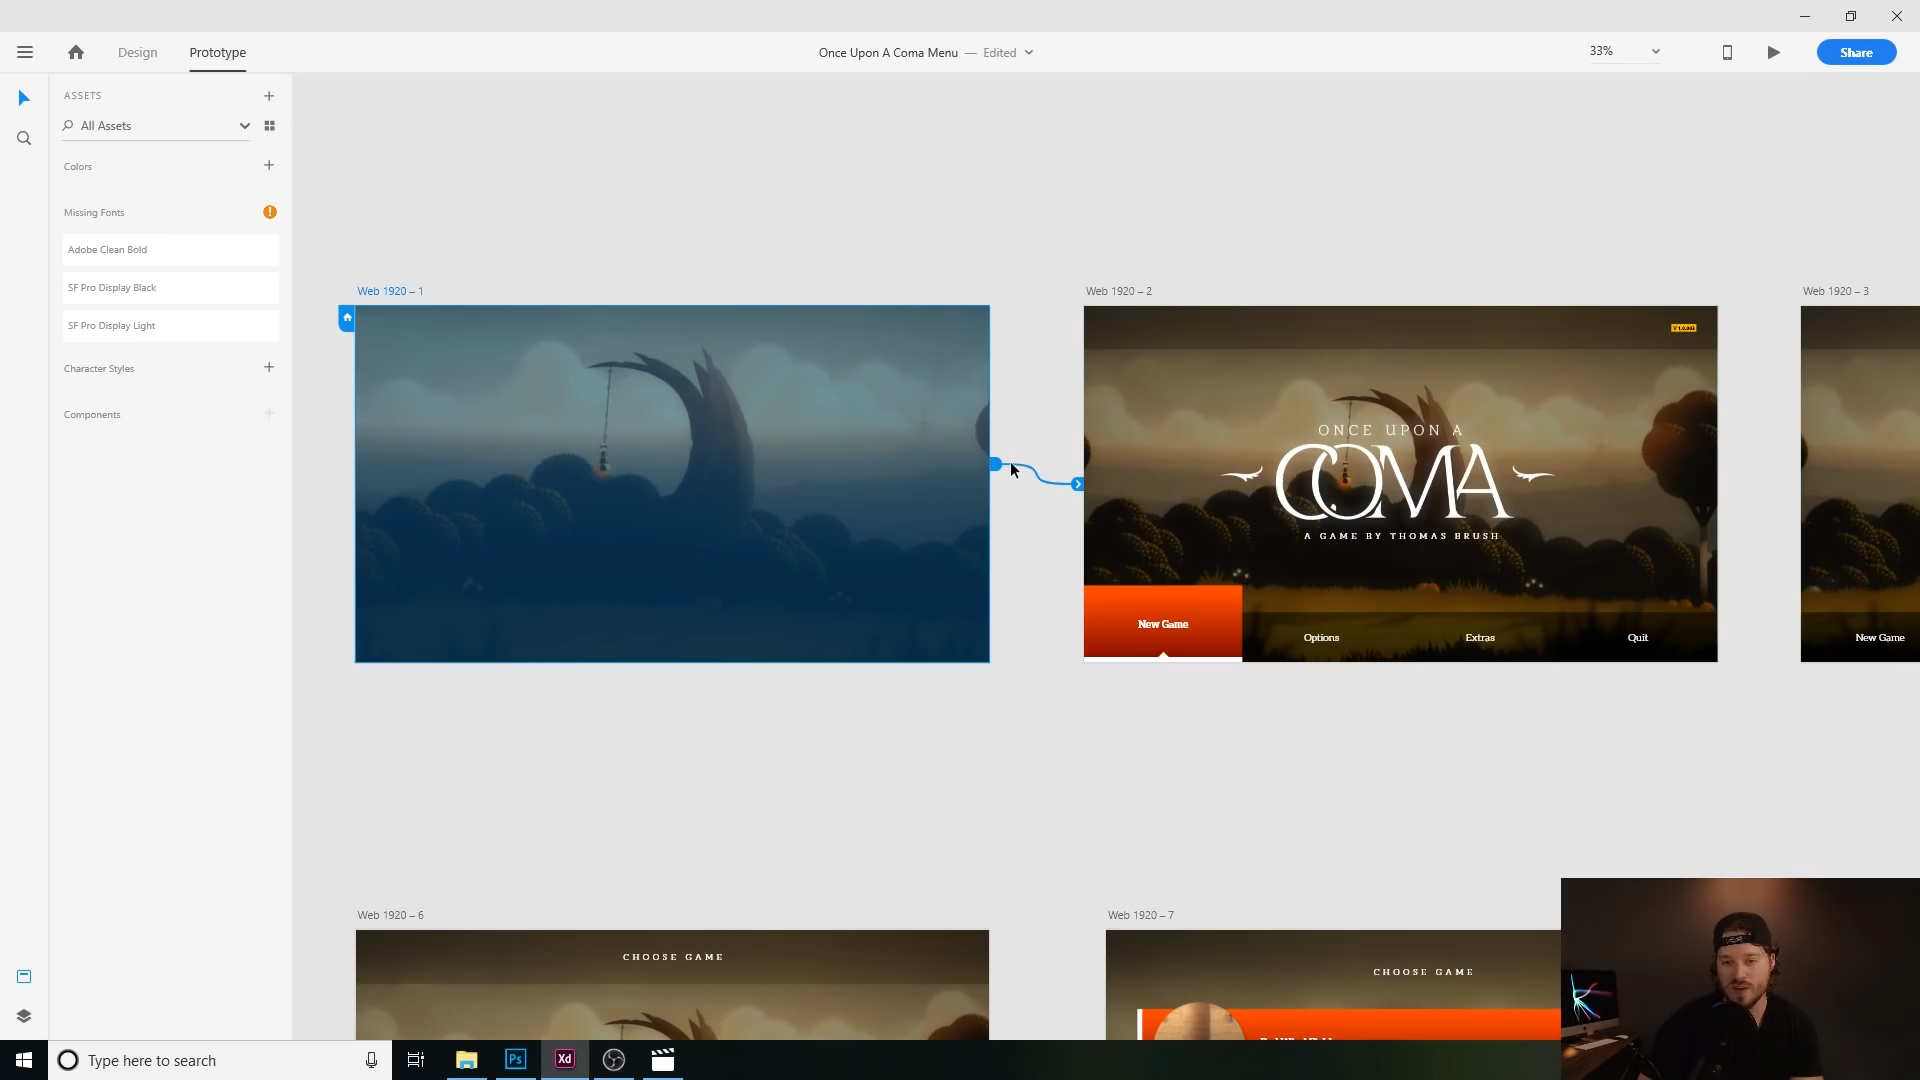 Design
Prototype
Once Upon A Coma Menu — Edited
33%
Share
ASSETS
All Assets
Colors
Missing Fonts
Adobe Clean Bold
SF Pro Display Black
SF Pro Display Light
Character Styles
Components
Web 1920 – 1
Web 1920 – 2
Web 1920 – 3
V 1.0.002
ONCE UPON A
COMA
A GAME BY THOMAS BRUSH
New Game
Options
Extras
Quit
New Game
Web 1920 – 6
Web 1920 – 7
CHOOSE GAME
CHOOSE GAME
Type here to search
Ps
Xd